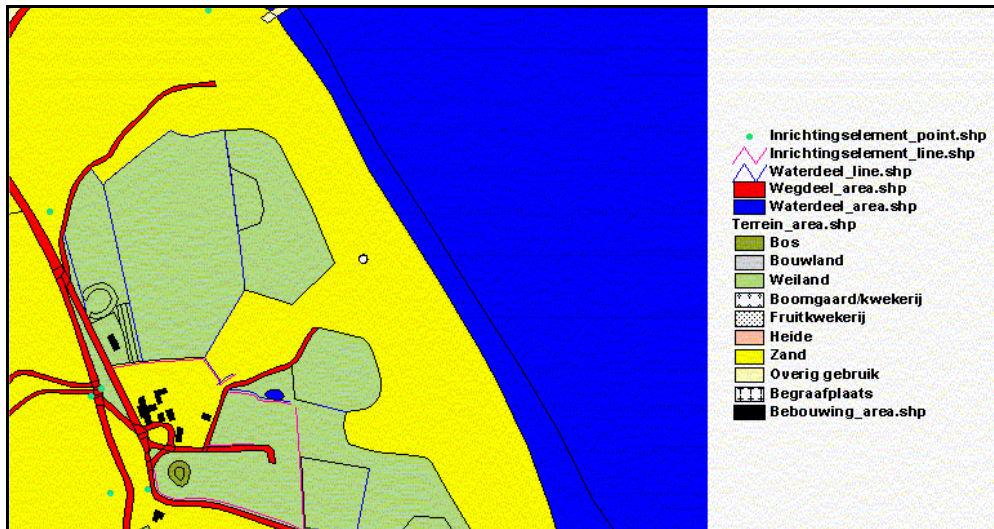 Inrichtingselement_point.shp
Inrichtingselement_line.shp
Waterdeel_line.shp
Wegdeel_area.shp
Waterdeel_area.shp
Terrein_area.shp
Bos
Bouwland
Weiland
Boomgaard/kwekerij
Fruitkwekerij
Heide
Zand
Overig gebruik
Begraafplaats
Bebouwing_area.shp